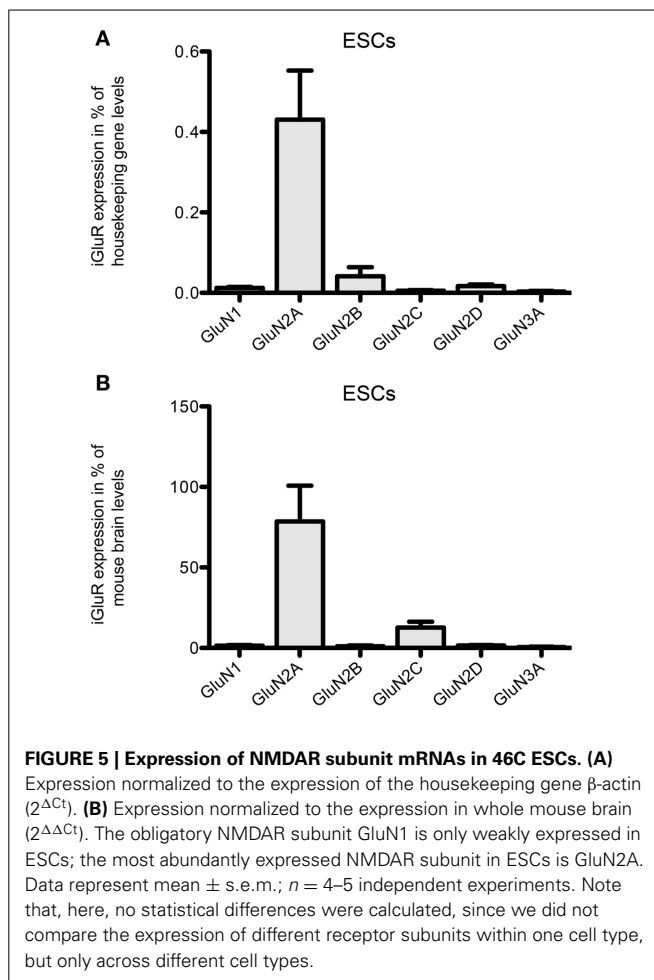 A
ESCs
iGluR expression in % of
housekeeping gene levels
0.6
0.4
0.2
0.0
GluN1
GluN2A
GluN2B
GluN2C
GluN2D
GluN3A
B
ESCs
iGluR expression in % of
mouse brain levels
150
100
50
0
GluN1
GluN2A
GluN2B
GluN2C
GluN2D
GluN3A
FIGURE 5 | Expression of NMDAR subunit mRNAs in 46C ESCs. (A)
Expression normalized to the expression of the housekeeping gene β-actin
(2^ΔCt). (B) Expression normalized to the expression in whole mouse brain
(2^ΔΔCt). The obligatory NMDAR subunit GluN1 is only weakly expressed in
ESCs; the most abundantly expressed NMDAR subunit in ESCs is GluN2A.
Data represent mean ± s.e.m.; n = 4–5 independent experiments. Note
that, here, no statistical differences were calculated, since we did not
compare the expression of different receptor subunits within one cell type,
but only across different cell types.